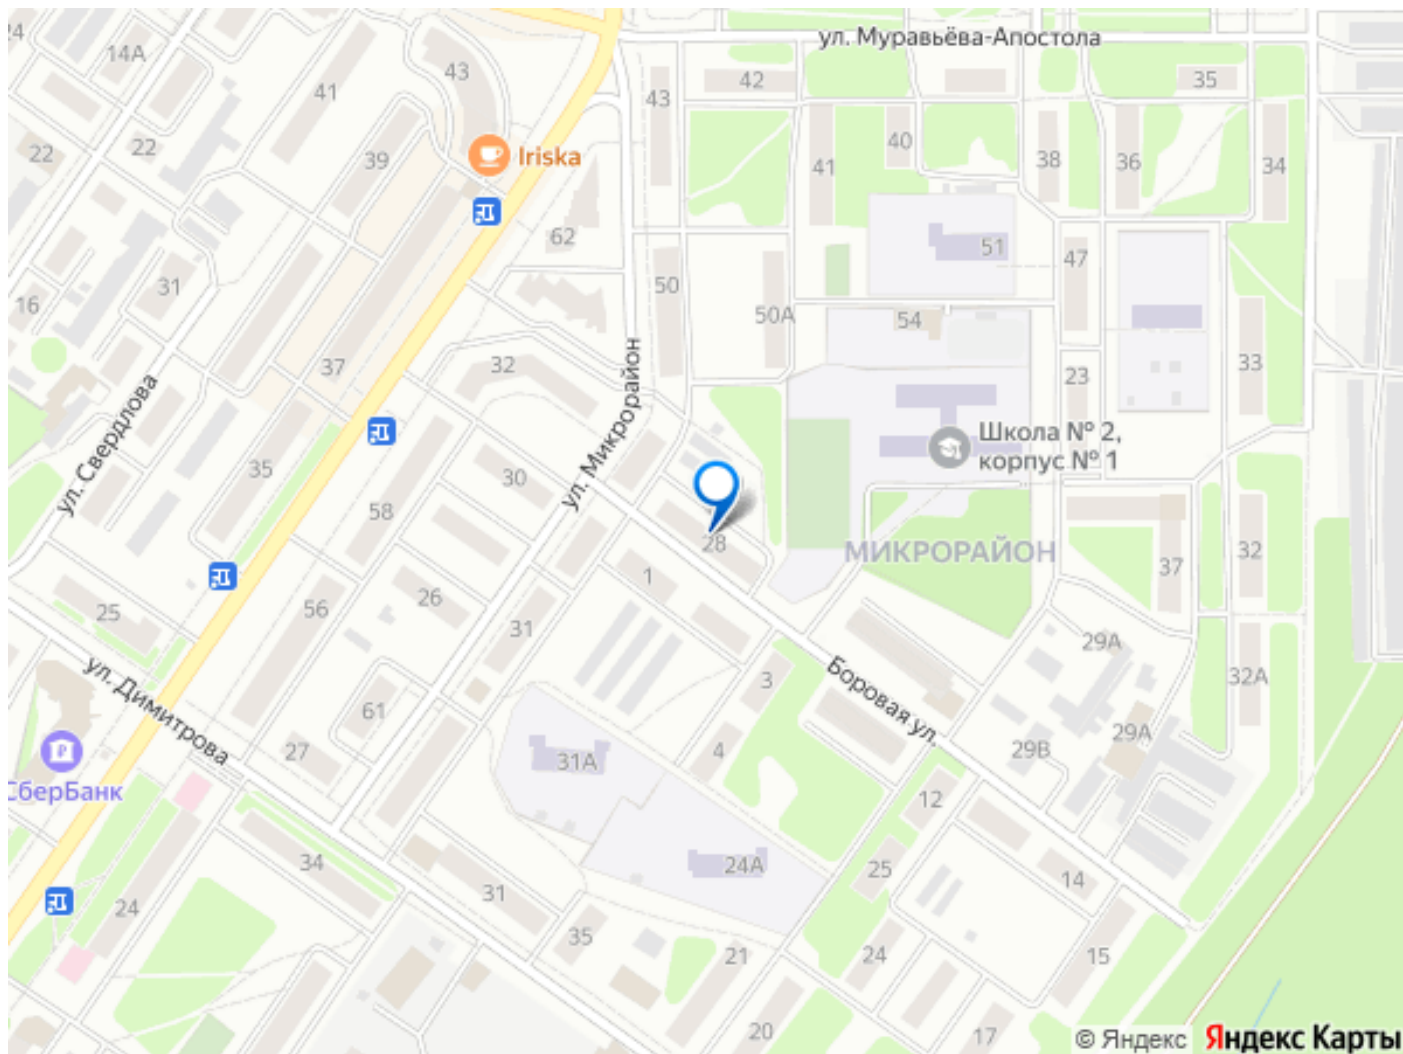 ул. Муравьёва-Апостола
24
14А
43
41
42
35
43
22
22
39
Iriska
41
40
38
36
34
62
51
47
31
16
50
50А
54
37
32
33
23
ул. Свердлова
ул. Микрорайон
Школа № 2,
корпус № 1
35
30
58
28
МИКРОРАЙОН
32
37
1
26
25
56
31
29А
3
32А
ул. Димитрова
Боровая ул.
61
27
4
31А
29В
29А
СберБанк
12
34
24А
25
14
31
24
35
21
24
15
20
17
© Яндекс
Яндекс Карты